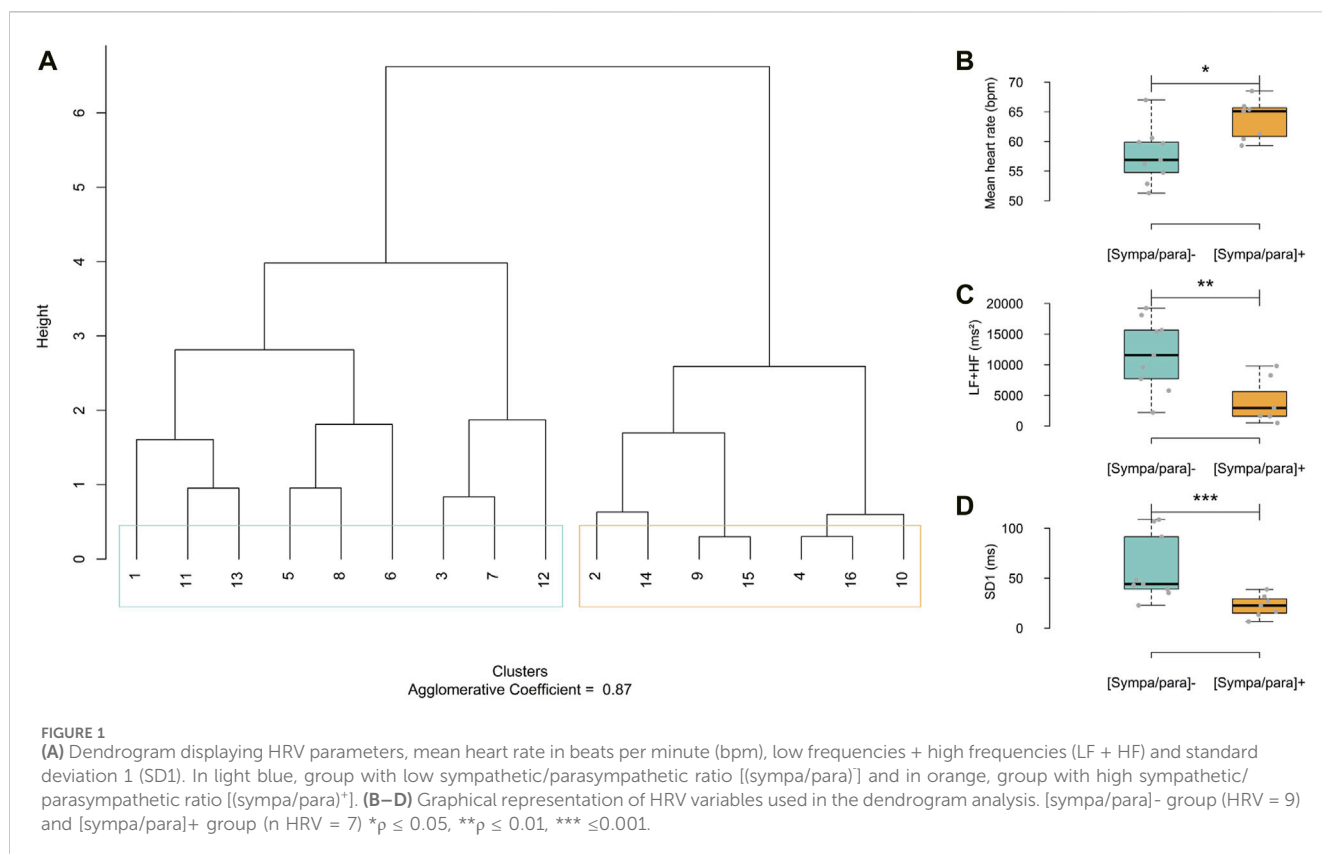 A
Height
6
5
4
3
2
1
0
1 11 13 5 8 6 3 7 12 2 14 9 15 4 16 10
Clusters
Agglomerative Coefficient = 0.87
B
*
Mean heart rate (bpm)
70
65
60
55
50
[Sympa/para]- [Sympa/para]+
C
**
LF+HF (ms²)
20000
15000
10000
5000
0
[Sympa/para]- [Sympa/para]+
D
***
SD1 (ms)
100
50
0
[Sympa/para]- [Sympa/para]+
FIGURE 1
(A) Dendrogram displaying HRV parameters, mean heart rate in beats per minute (bpm), low frequencies + high frequencies (LF + HF) and standard
deviation 1 (SD1). In light blue, group with low sympathetic/parasympathetic ratio [(sympa/para)⁻] and in orange, group with high sympathetic/
parasympathetic ratio [(sympa/para)⁺]. (B–D) Graphical representation of HRV variables used in the dendrogram analysis. [sympa/para]- group (HRV = 9)
and [sympa/para]+ group (n HRV = 7) *ρ ≤ 0.05, **ρ ≤ 0.01, *** ≤0.001.